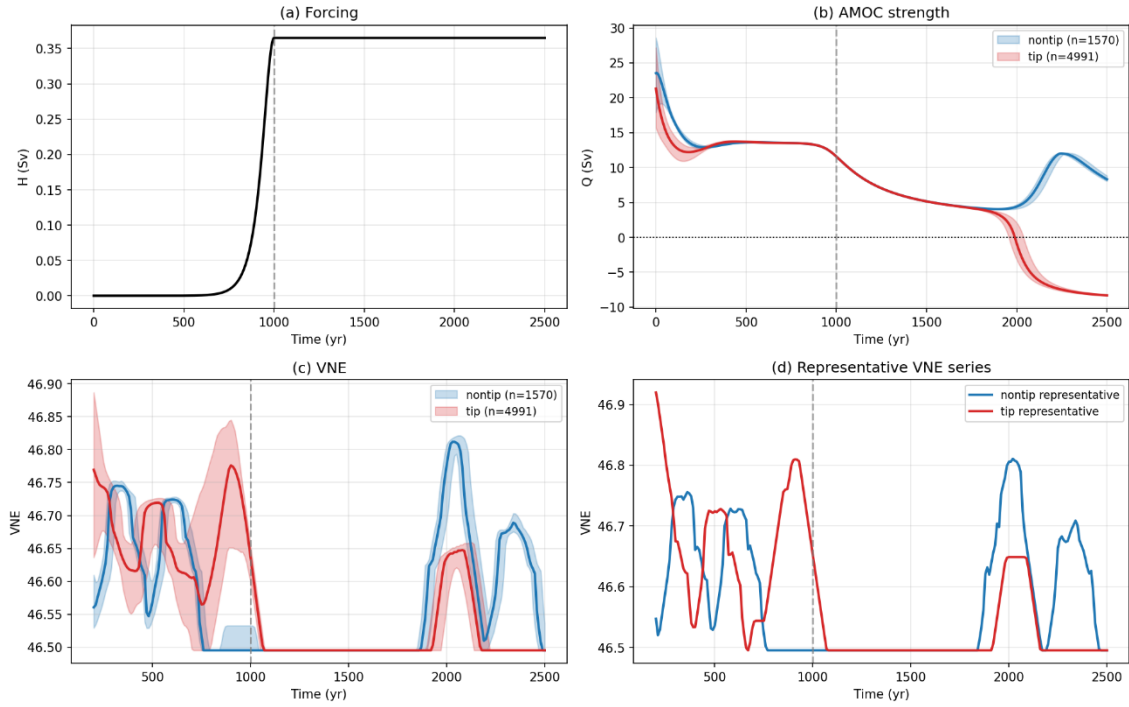 (a) Forcing
H (Sv)
0.35
0.30
0.25
0.20
0.15
0.10
0.05
0.00
0
500
1000
1500
2000
2500
Time (yr)
(b) AMOC strength
nontip (n=1570)
tip (n=4991)
Q (Sv)
30
25
20
15
10
5
0
−5
−10
0
500
1000
1500
2000
2500
Time (yr)
(c) VNE
nontip (n=1570)
tip (n=4991)
VNE
46.90
46.85
46.80
46.75
46.70
46.65
46.60
46.55
46.50
500
1000
1500
2000
2500
Time (yr)
(d) Representative VNE series
nontip representative
tip representative
VNE
46.9
46.8
46.7
46.6
46.5
500
1000
1500
2000
2500
Time (yr)